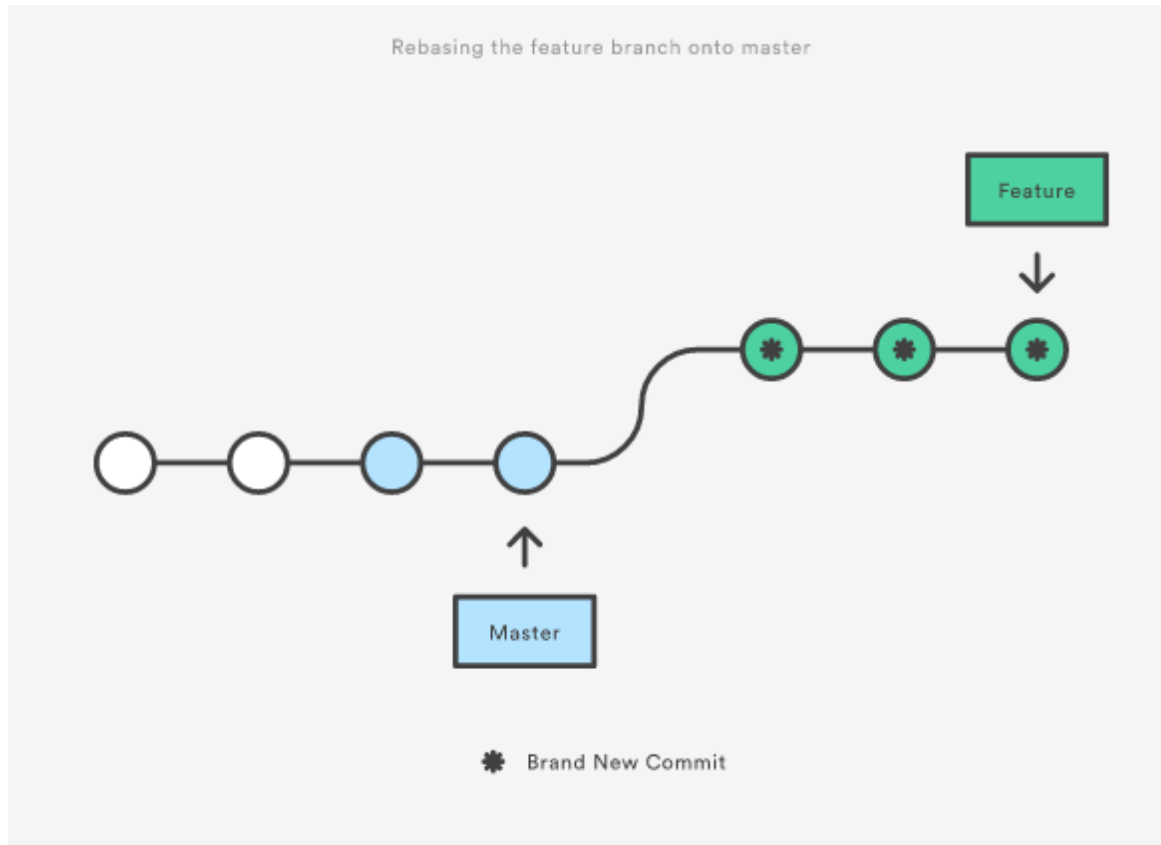 Rebasing the feature branch onto master
Feature
Master
Brand New Commit